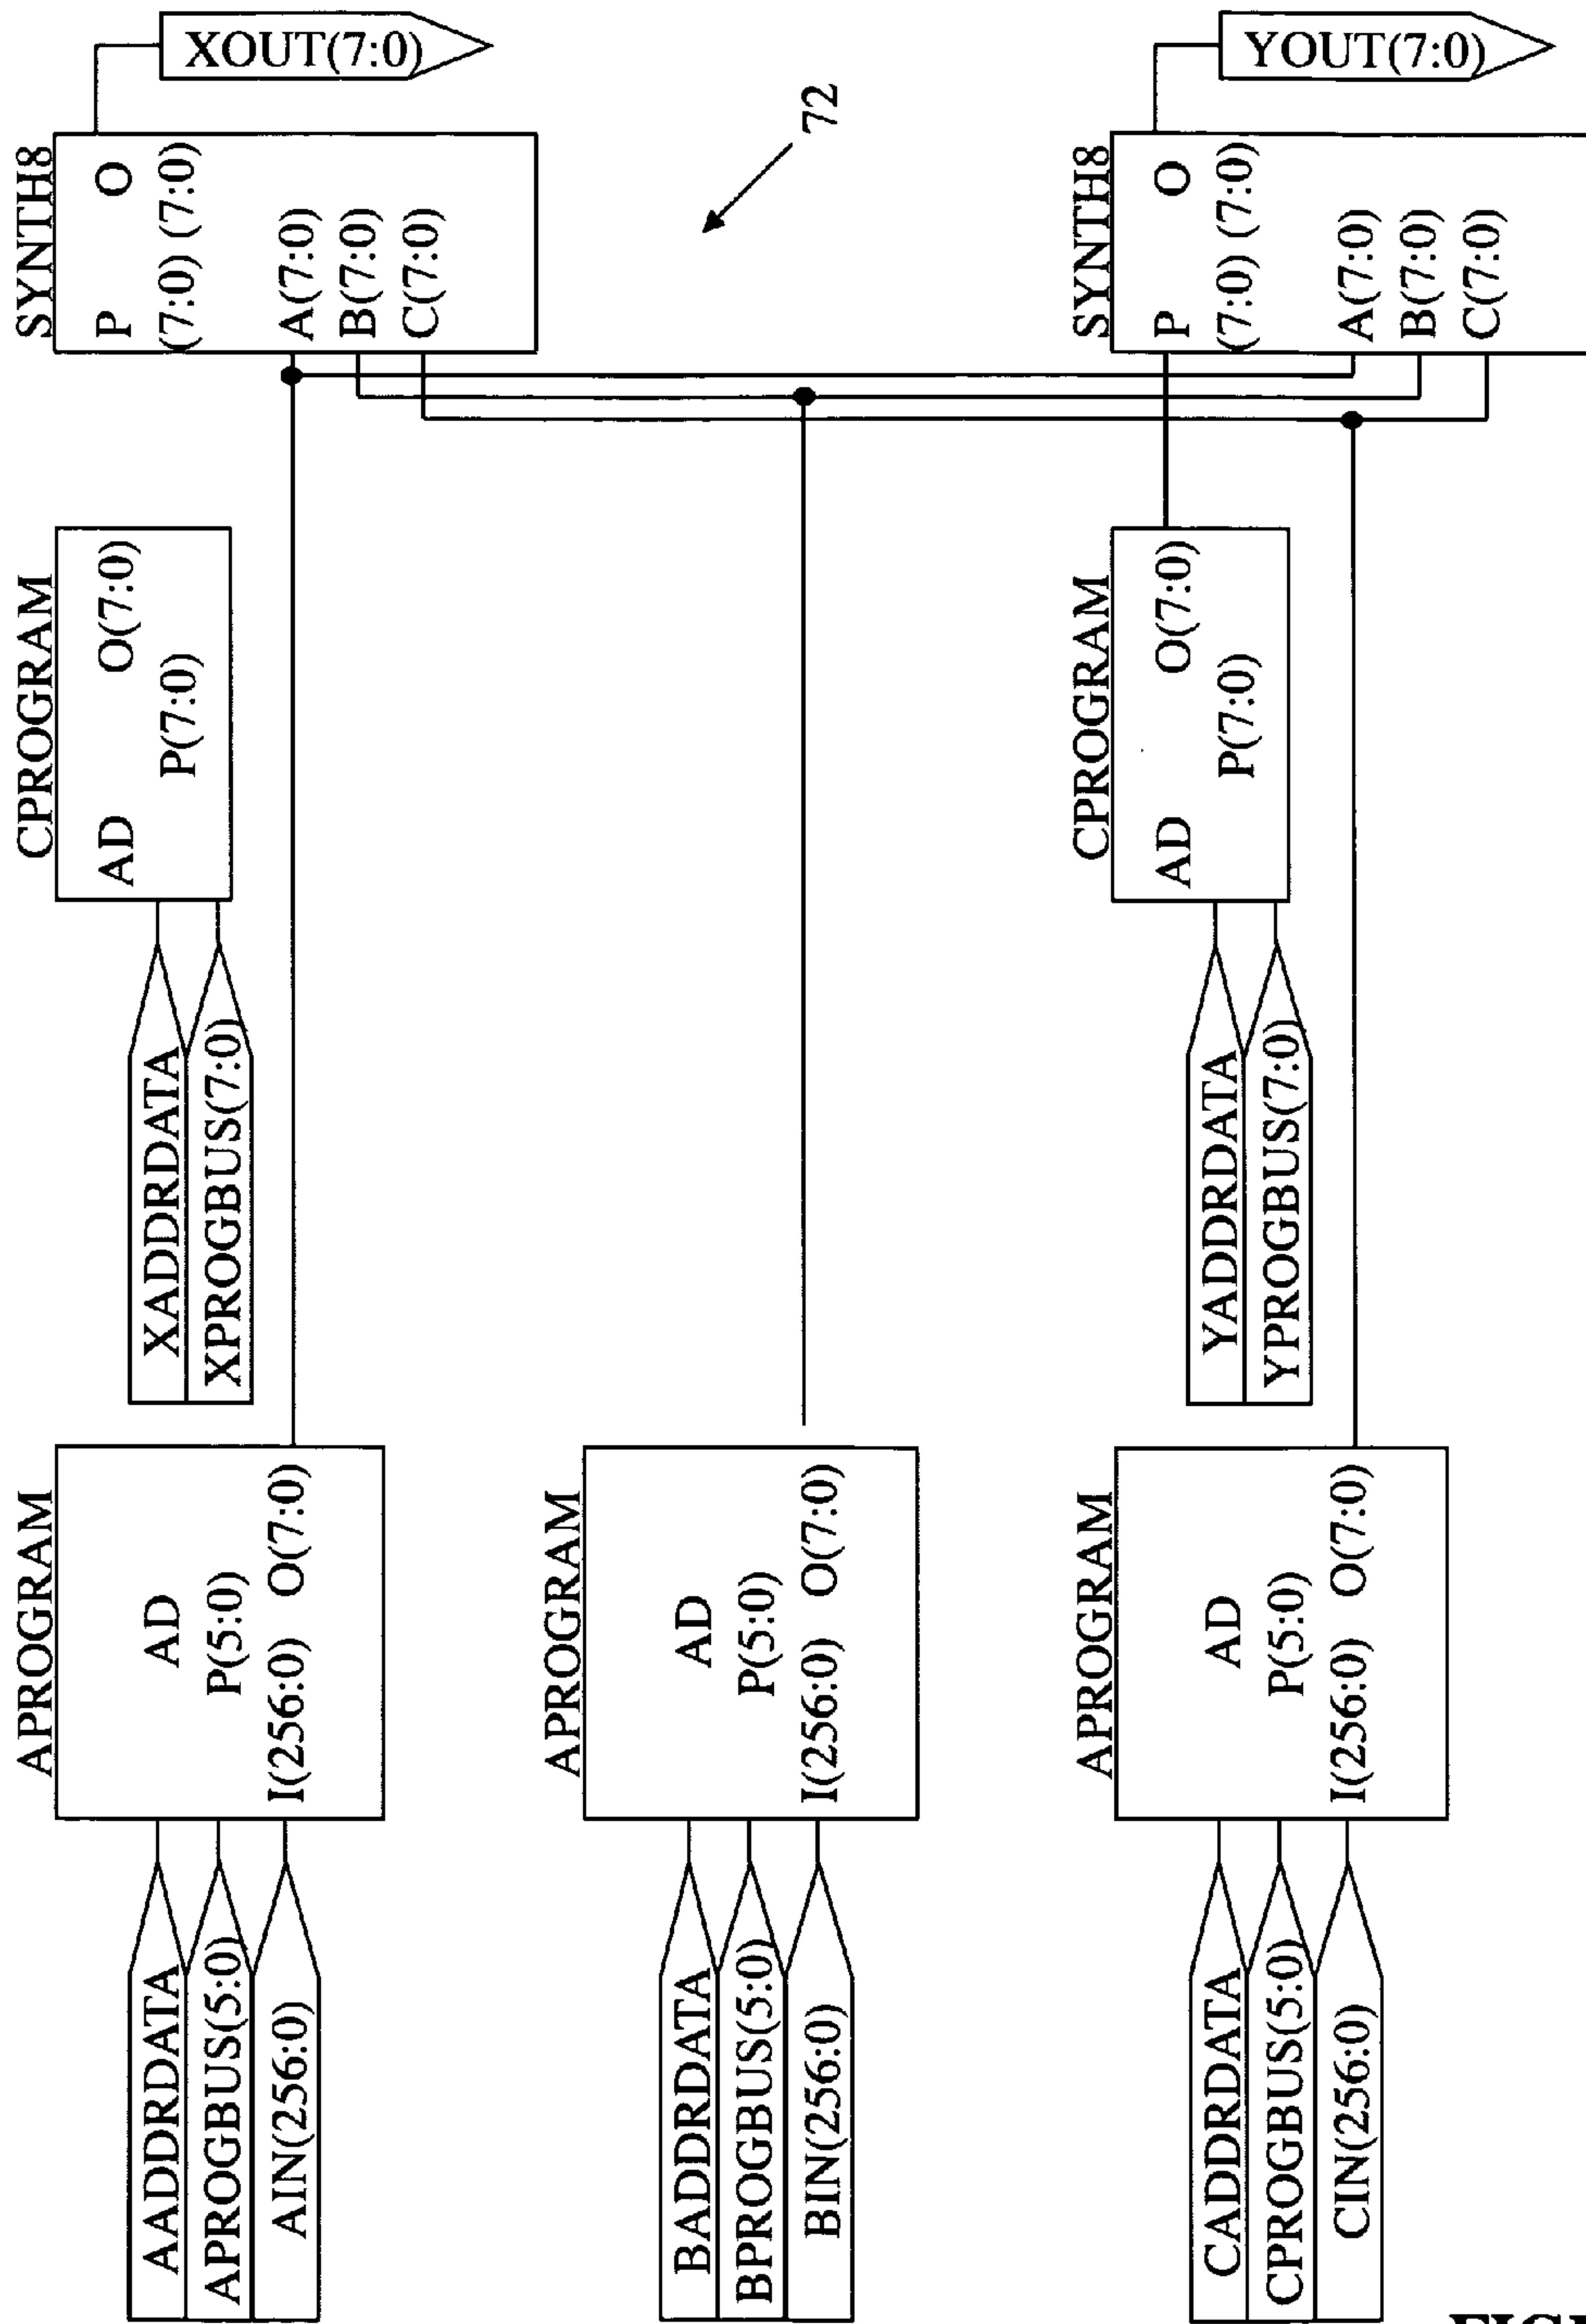 APROGRAM
AADDRDATA
APROGBUS(5:0)
AIN(256:0)
AD
P(5:0)
I(256:0) O(7:0)
CPROGRAM
XADDRDATA
XPROGBUS(7:0)
AD O(7:0)
P(7:0)
SYNTH8
P O
(7:0) (7:0)
A(7:0)
B(7:0)
C(7:0)
XOUT(7:0)
72
APROGRAM
BADDRDATA
BPROGBUS(5:0)
BIN(256:0)
AD
P(5:0)
I(256:0) O(7:0)
APROGRAM
CADDRDATA
CPROGBUS(5:0)
CIN(256:0)
AD
P(5:0)
I(256:0) O(7:0)
CPROGRAM
YADDRDATA
YPROGBUS(7:0)
AD O(7:0)
P(7:0)
SYNTH8
P O
(7:0) (7:0)
A(7:0)
B(7:0)
C(7:0)
YOUT(7:0)